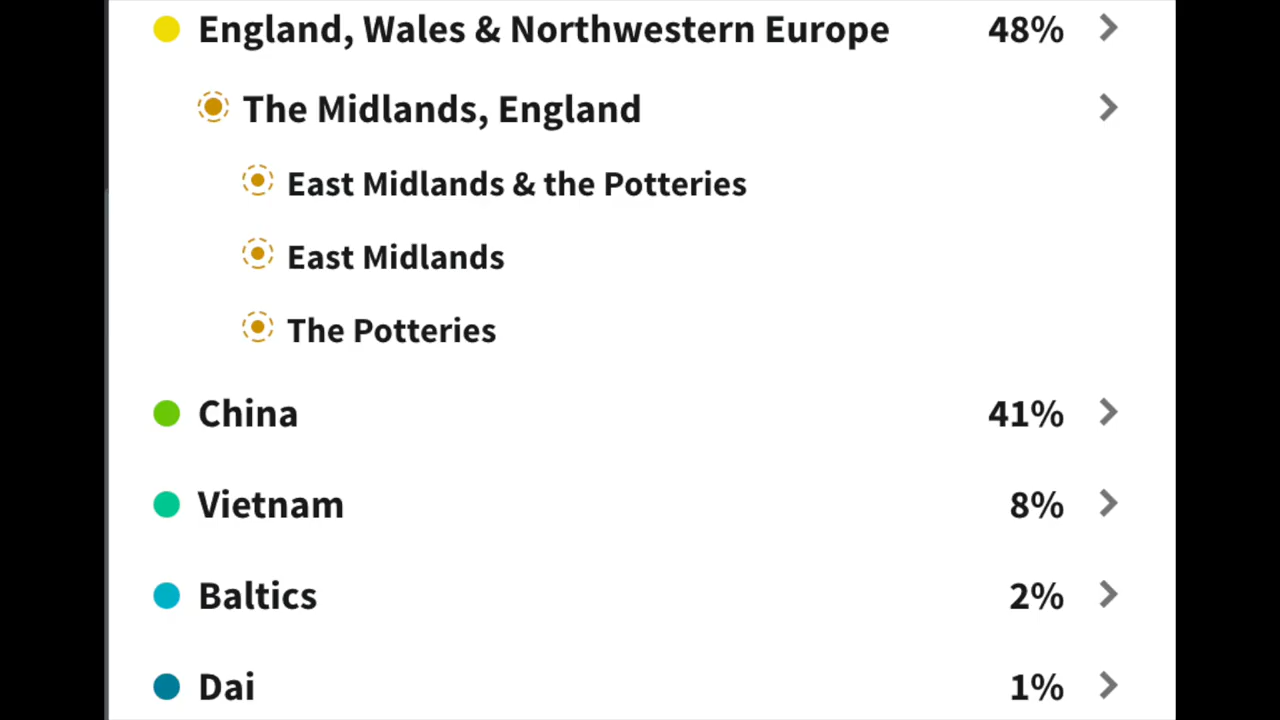 England, Wales & Northwestern Europe 48%
The Midlands, England
East Midlands & the Potteries
East Midlands
The Potteries
China 41%
Vietnam 8%
Baltics 2%
Dai 1%